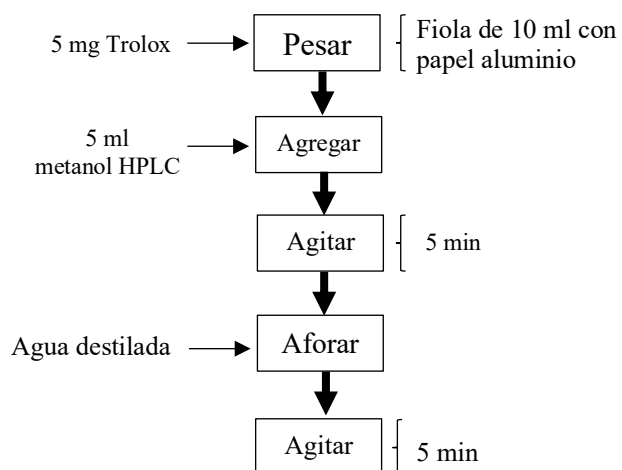 5 mg Trolox
Pesar
Fiola de 10 ml con
papel aluminio
5 ml
metanol HPLC
Agregar
Agitar
5 min
Agua destilada
Aforar
Agitar
5 min